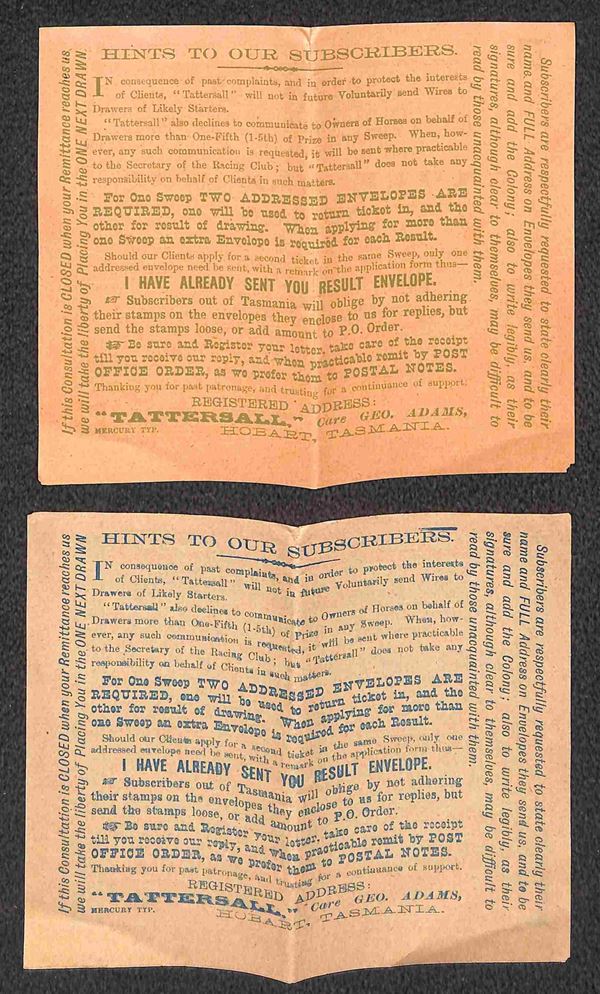 If this Consultation is CLOSED when your Remittance reaches us,
we will take the liberty of Placing You in the ONE NEXT DRAWN.
HINTS TO OUR SUBSCRIBERS.
IN consequence of past complaints, and in order to protect the interests
of Clients, "Tattersall" will not in future Voluntarily send Wires to
Drawers of Likely Starters.
"Tattersall" also declines to communicate to Owners of Horses on behalf of
Drawers more than One-Fifth (1-5th) of Prize in any Sweep. When, how-
ever, any such communication is requested, it will be sent where practicable
to the Secretary of the Racing Club; but "Tattersall" does not take any
responsibility on behalf of Clients in such matters.
For One Sweep TWO ADDRESSED ENVELOPES ARE
REQUIRED, one will be used to return ticket in, and the
other for result of drawing. When applying for more than
one Sweep an extra Envelope is required for each Result.
Should our Clients apply for a second ticket in the same Sweep, only one
addressed envelope need be sent, with a remark on the application form thus—
I HAVE ALREADY SENT YOU RESULT ENVELOPE.
☞ Subscribers out of Tasmania will oblige by not adhering
their stamps on the envelopes they enclose to us for replies, but
send the stamps loose, or add amount to P.O. Order.
☞ Be sure and Register your letter, take care of the receipt
till you receive our reply, and when practicable remit by POST
OFFICE ORDER, as we prefer them to POSTAL NOTES.
Thanking you for past patronage, and trusting for a continuance of support.
REGISTERED ADDRESS:
"TATTERSALL," Care GEO. ADAMS,
MERCURY TYP. HOBART, TASMANIA.
Subscribers are respectfully requested to state clearly their
name and FULL Address on Envelopes they send us, and to be
sure and add the Colony; also to write legibly, as their
signatures, although clear to themselves, may be difficult to
read by those unacquainted with them.
If this Consultation is CLOSED when your Remittance reaches us
we will take the liberty of Placing You in the ONE NEXT DRAWN
HINTS TO OUR SUBSCRIBERS.
IN consequence of past complaints, and in order to protect the interests
of Clients, "Tattersall" will not in future Voluntarily send Wires to
Drawers of Likely Starters.
"Tattersall" also declines to communicate to Owners of Horses on behalf of
Drawers more than One-Fifth (1-5th) of Prize in any Sweep. When, how-
ever, any such communication is requested, it will be sent where practicable
to the Secretary of the Racing Club; but "Tattersall" does not take any
responsibility on behalf of Clients in such matters.
For One Sweep TWO ADDRESSED ENVELOPES ARE
REQUIRED, one will be used to return ticket in, and the
other for result of drawing. When applying for more than
one Sweep an extra Envelope is required for each Result.
Should our Clients apply for a second ticket in the same Sweep, only one
addressed envelope need be sent, with a remark on the application form thus—
I HAVE ALREADY SENT YOU RESULT ENVELOPE.
☞ Subscribers out of Tasmania will oblige by not adhering
their stamps on the envelopes they enclose to us for replies, but
send the stamps loose, or add amount to P.O. Order.
☞ Be sure and Register your letter, take care of the receipt
till you receive our reply, and when practicable remit by POST
OFFICE ORDER, as we prefer them to POSTAL NOTES.
Thanking you for past patronage, and trusting for a continuance of support.
REGISTERED ADDRESS:
"TATTERSALL," Care GEO. ADAMS,
MERCURY TYP. HOBART, TASMANIA.
Subscribers are respectfully requested to state clearly their
name and FULL Address on Envelopes they send us, and to be
sure and add the Colony; also to write legibly, as their
signatures, although clear to themselves, may be difficult to
read by those unacquainted with them.